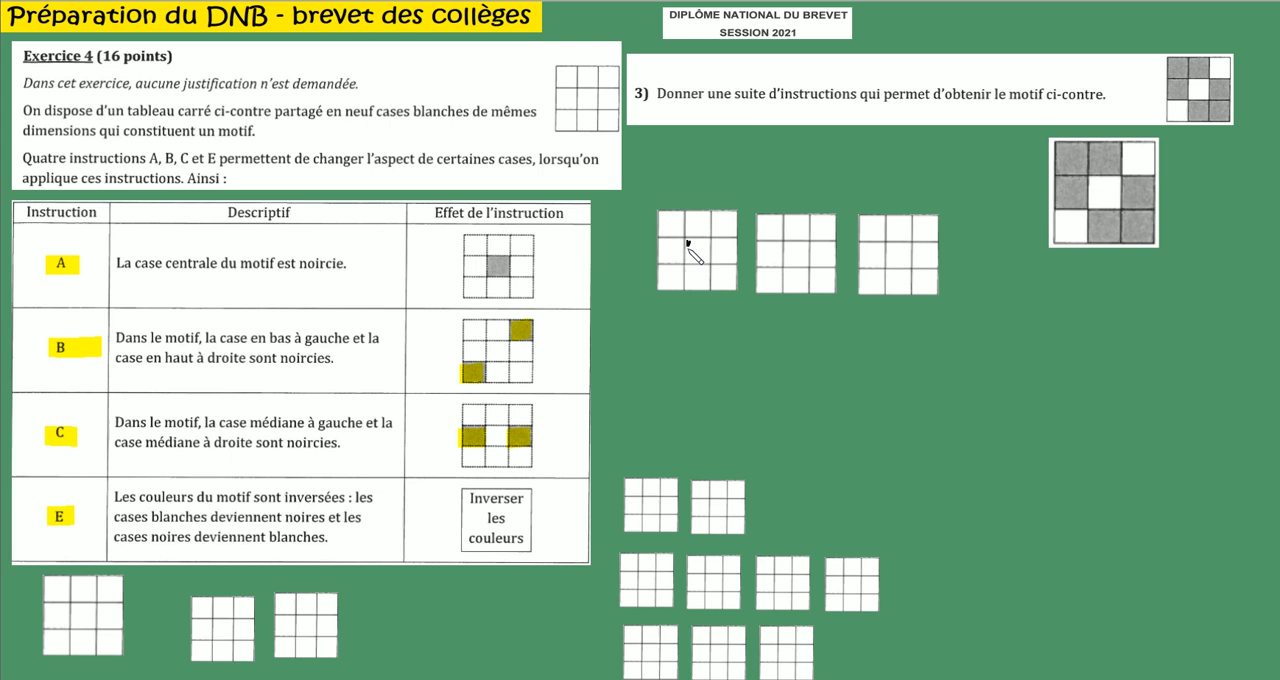 Préparation du DNB - brevet des collèges
DIPLÔME NATIONAL DU BREVET
SESSION 2021
Exercice 4 (16 points)
Dans cet exercice, aucune justification n'est demandée.
On dispose d'un tableau carré ci-contre partagé en neuf cases blanches de mêmes
dimensions qui constituent un motif.
Quatre instructions A, B, C et E permettent de changer l'aspect de certaines cases, lorsqu'on
applique ces instructions. Ainsi :
3) Donner une suite d'instructions qui permet d'obtenir le motif ci-contre.
Instruction Descriptif Effet de l'instruction
A La case centrale du motif est noircie.
B Dans le motif, la case en bas à gauche et la
case en haut à droite sont noircies.
C Dans le motif, la case médiane à gauche et la
case médiane à droite sont noircies.
E Les couleurs du motif sont inversées : les
cases blanches deviennent noires et les
cases noires deviennent blanches.
Inverser
les
couleurs